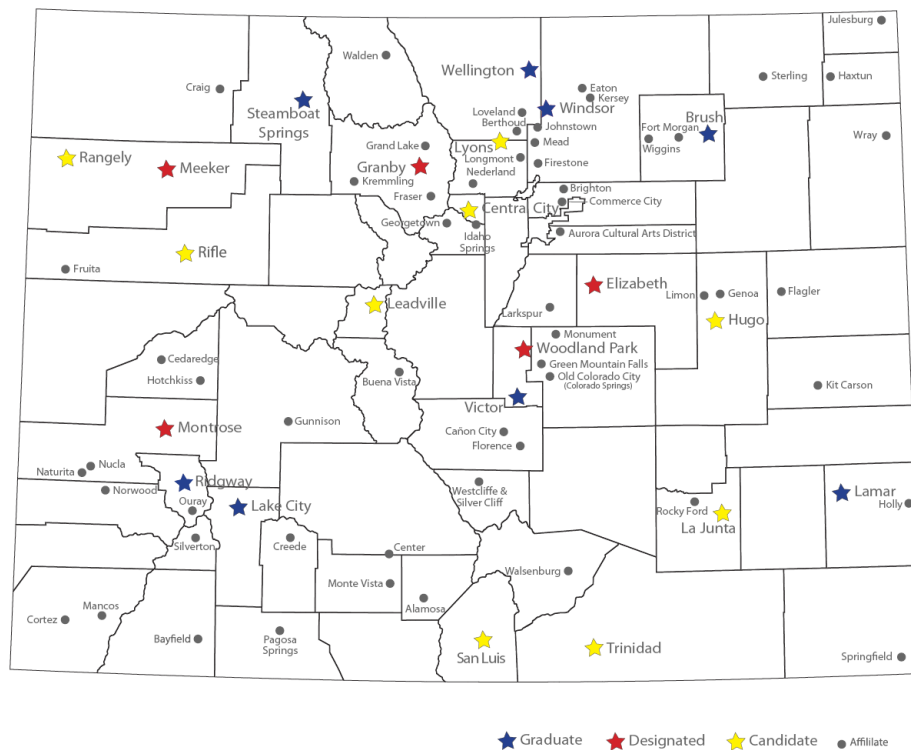 Julesburg
Walden
Wellington
Craig
Sterling
Haxtun
Eaton
Kersey
Steamboat
Springs
Loveland
Windsor
Berthoud
Brush
Johnstown
Fort Morgan
Wray
Lyons
Mead
Wiggins
Grand Lake
Rangely
Meeker
Granby
Longmont
Firestone
Nederland
Kremmling
Fraser
Brighton
Commerce City
Central City
Georgetown
Idaho
Springs
Aurora Cultural Arts District
Rifle
Fruita
Elizabeth
Limon
Genoa
Flagler
Leadville
Larkspur
Hugo
Monument
Woodland Park
Cedaredge
Green Mountain Falls
Hotchkiss
Buena Vista
Old Colorado City
(Colorado Springs)
Kit Carson
Victor
Gunnison
Montrose
Cañon City
Florence
Nucla
Naturita
Ridgway
Norwood
Westcliffe &
Silver Cliff
Lamar
Ouray
Lake City
Rocky Ford
Holly
La Junta
Silverton
Creede
Center
Walsenburg
Monte Vista
Alamosa
Mancos
Cortez
Bayfield
Pagosa
Springs
San Luis
Trinidad
Springfield
Graduate
Designated
Candidate
Affililate